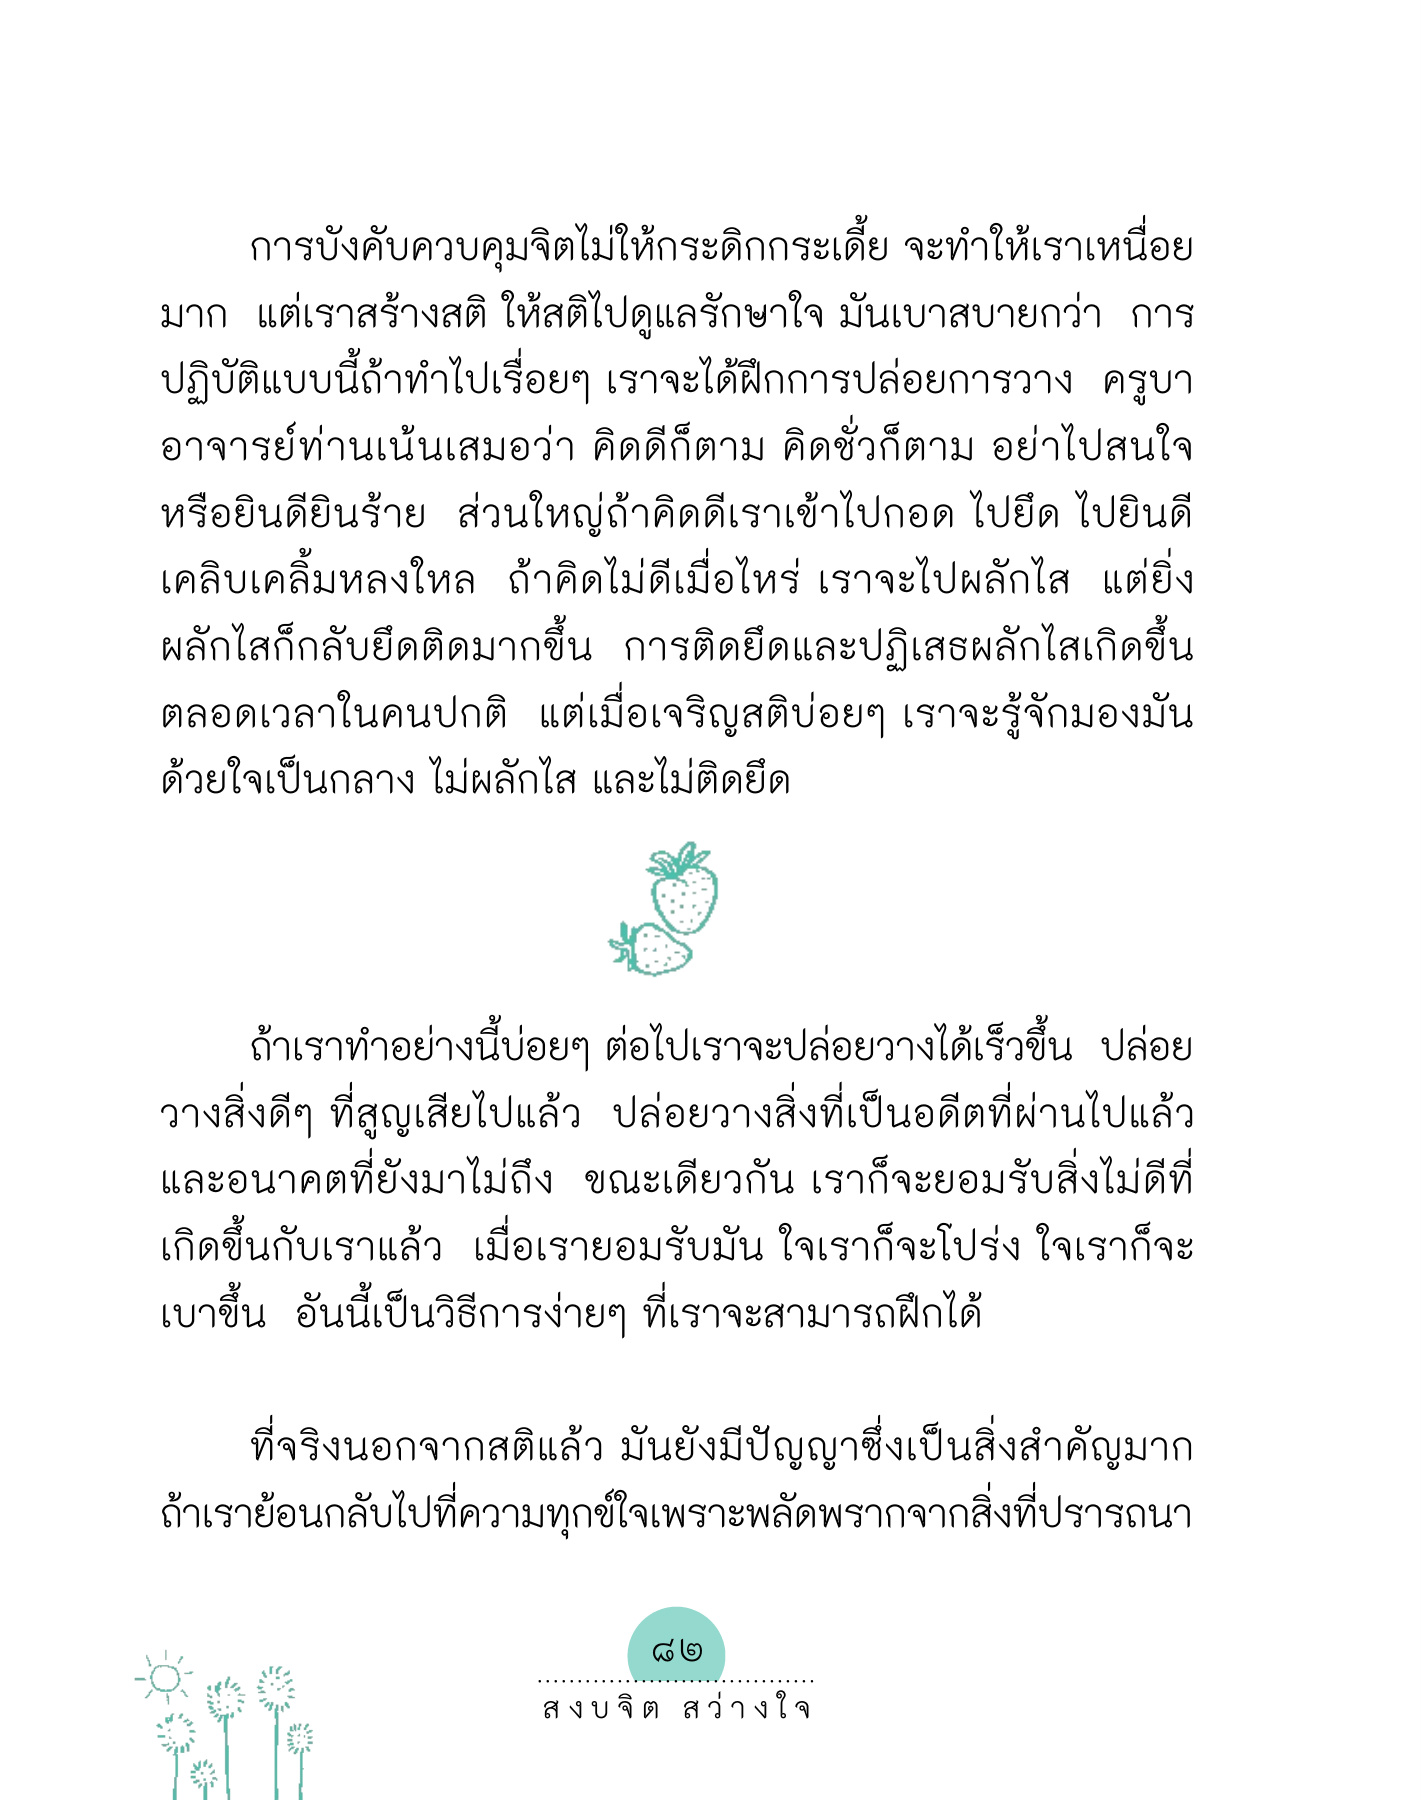 การบังคับควบคุมจิตไม่ให้กระดิกกระเดี้ย จะทำให้เราเหนื่อย
มาก แต่เราสร้างสติ ให้สติไปดูแลรักษาใจ มันเบาสบายกว่า การ
ปฏิบัติแบบนี้ถ้าทำไปเรื่อยๆ เราจะได้ฝึกการปล่อยการวาง ครูบา
อาจารย์ท่านเน้นเสมอว่า คิดดีก็ตาม คิดชั่วก็ตาม อย่าไปสนใจ
หรือยินดียินร้าย ส่วนใหญ่ถ้าคิดดีเราเข้าไปกอด ไปยึด ไปยินดี
เคลิบเคลิ้มหลงใหล ถ้าคิดไม่ดีเมื่อไหร่ เราจะไปผลักไส แต่ยิ่ง
ผลักไสก็กลับยึดติดมากขึ้น การติดยึดและปฏิเสธผลักไสเกิดขึ้น
ตลอดเวลาในคนปกติ แต่เมื่อเจริญสติบ่อยๆ เราจะรู้จักมองมัน
ด้วยใจเป็นกลาง ไม่ผลักไส และไม่ติดยึด
ถ้าเราทำอย่างนี้บ่อยๆ ต่อไปเราจะปล่อยวางได้เร็วขึ้น ปล่อย
วางสิ่งดีๆ ที่สูญเสียไปแล้ว ปล่อยวางสิ่งที่เป็นอดีตที่ผ่านไปแล้ว
และอนาคตที่ยังมาไม่ถึง ขณะเดียวกัน เราก็จะยอมรับสิ่งไม่ดีที่
เกิดขึ้นกับเราแล้ว เมื่อเรายอมรับมัน ใจเราก็จะโปร่ง ใจเราก็จะ
เบาขึ้น อันนี้เป็นวิธีการง่ายๆ ที่เราจะสามารถฝึกได้
ที่จริงนอกจากสติแล้ว มันยังมีปัญญาซึ่งเป็นสิ่งสำคัญมาก
ถ้าเราย้อนกลับไปที่ความทุกข์ใจเพราะพลัดพรากจากสิ่งที่ปรารถนา
๘๒
สงบจิต สว่างใจ